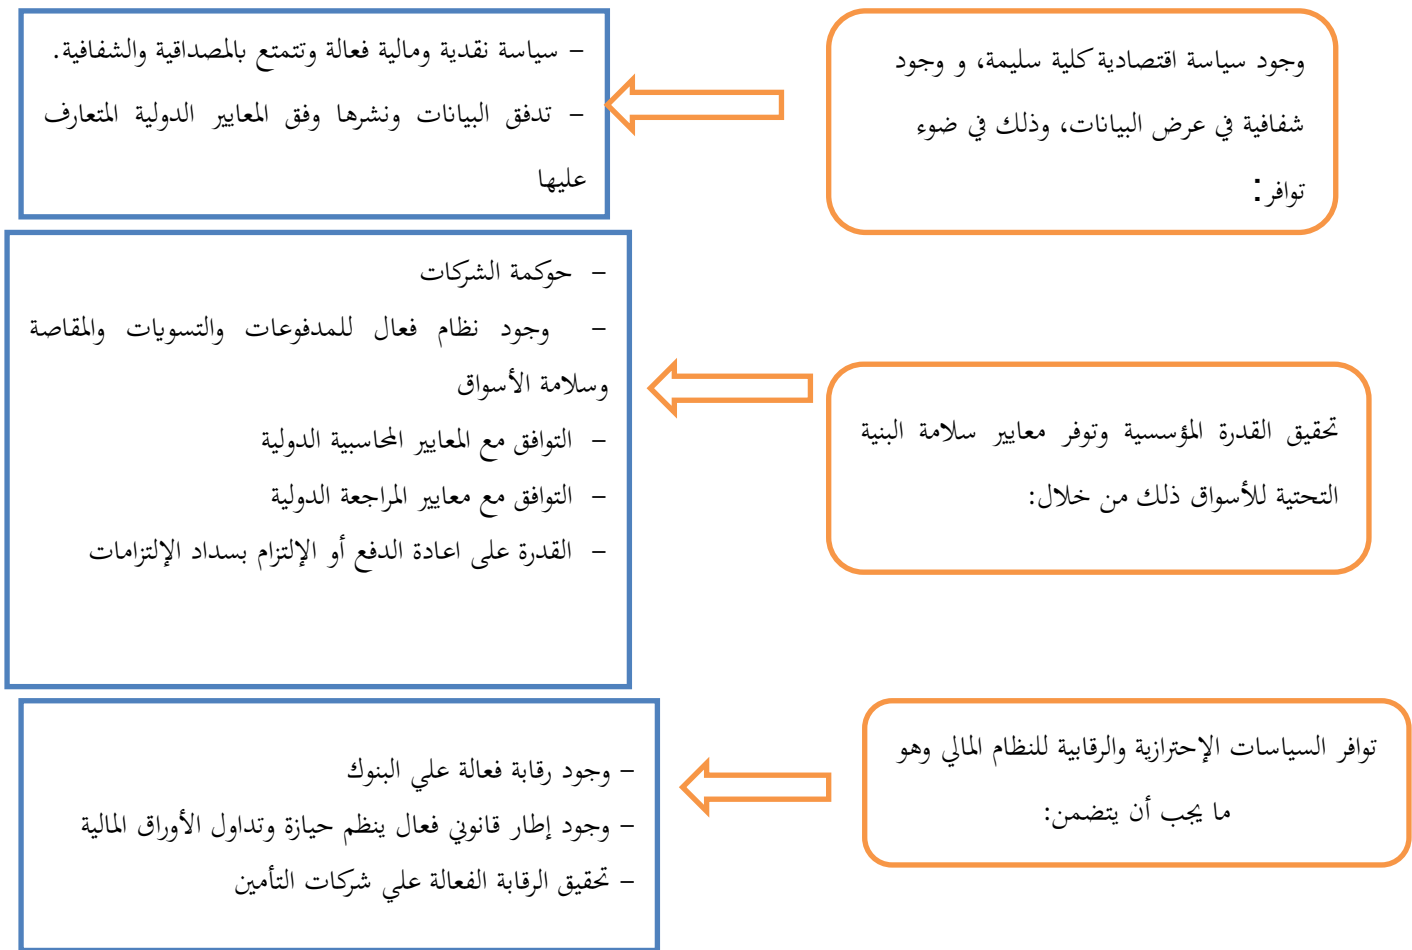 وجود سياسة اقتصادية كلية سليمة، و وجود
شفافية في عرض البيانات، وذلك في ضوء
توافر:
– سياسة نقدية ومالية فعالة وتتمتع بالمصداقية والشفافية.
– تدفق البيانات ونشرها وفق المعايير الدولية المتعارف
عليها
تحقيق القدرة المؤسسية وتوفر معايير سلامة البنية
التحتية للأسواق ذلك من خلال:
– حوكمة الشركات
– وجود نظام فعال للمدفوعات والتسويات والمقاصة
وسلامة الأسواق
– التوافق مع المعايير المحاسبية الدولية
– التوافق مع معايير المراجعة الدولية
– القدرة على اعادة الدفع أو الإلتزام بسداد الإلتزامات
توافر السياسات الإحترازية والرقابية للنظام المالي وهو
ما يجب أن يتضمن:
– وجود رقابة فعالة علي البنوك
– وجود إطار قانوني فعال ينظم حيازة وتداول الأوراق المالية
– تحقيق الرقابة الفعالة علي شركات التأمين